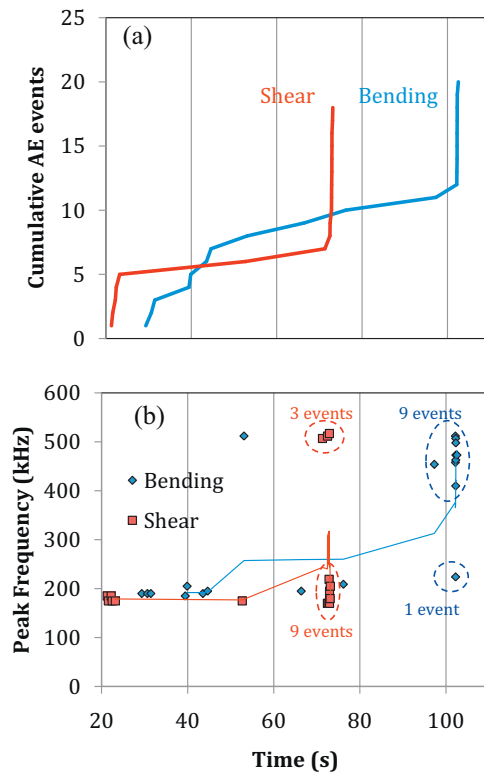 (a)
25
20
15
10
5
0
Cumulative AE events
Shear
Bending
600
500
400
300
200
100
0
Peak Frequency (kHz)
(b)
3 events
9 events
Bending
Shear
9 events
1 event
20 40 60 80 100
Time (s)